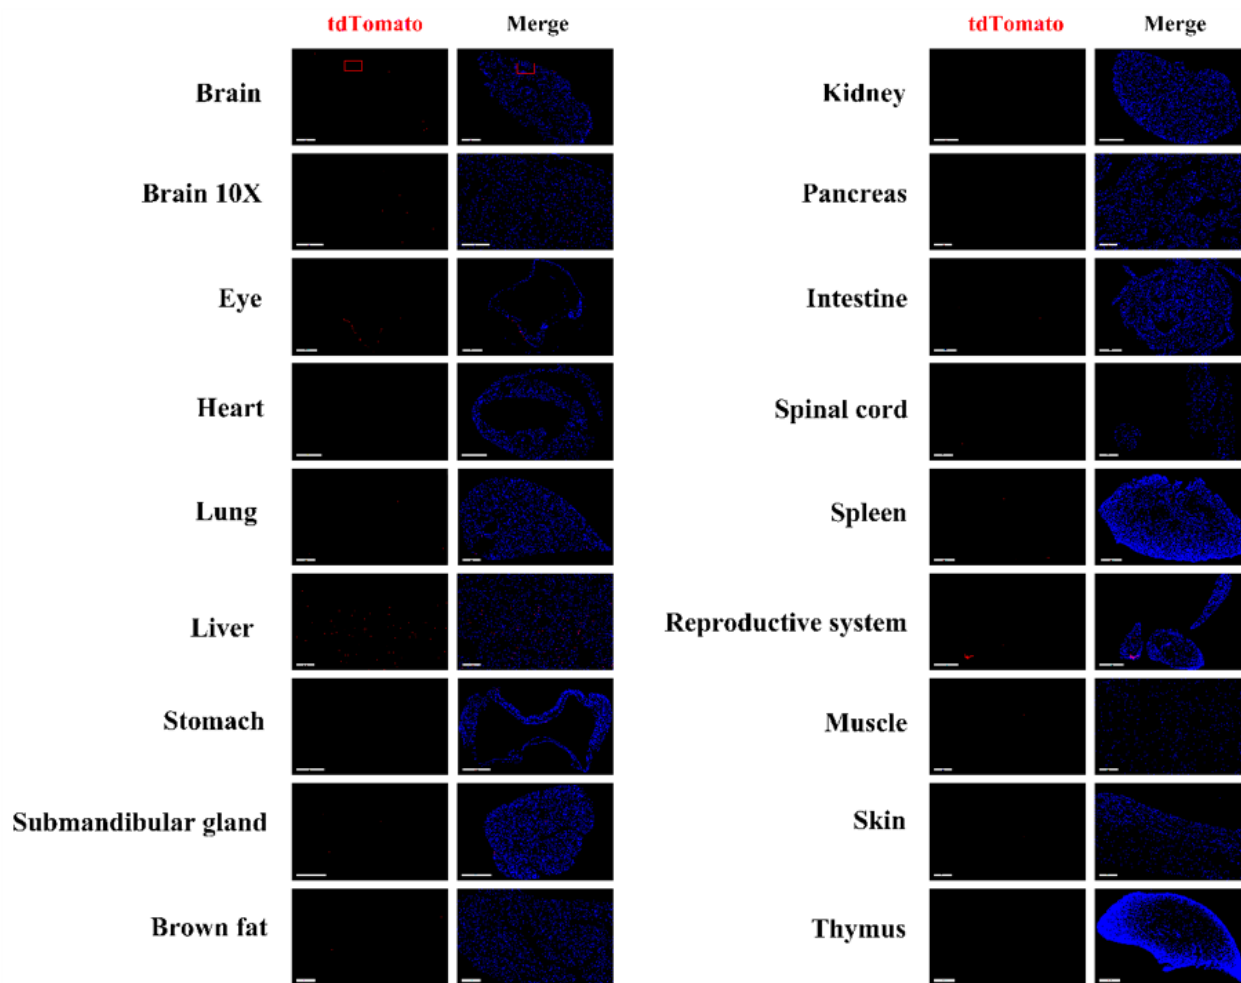 tdTomato Merge tdTomato Merge
Brain Kidney
Brain 10X Pancreas
Eye Intestine
Heart Spinal cord
Lung Spleen
Liver Reproductive system
Stomach Muscle
Submandibular gland Skin
Brown fat Thymus